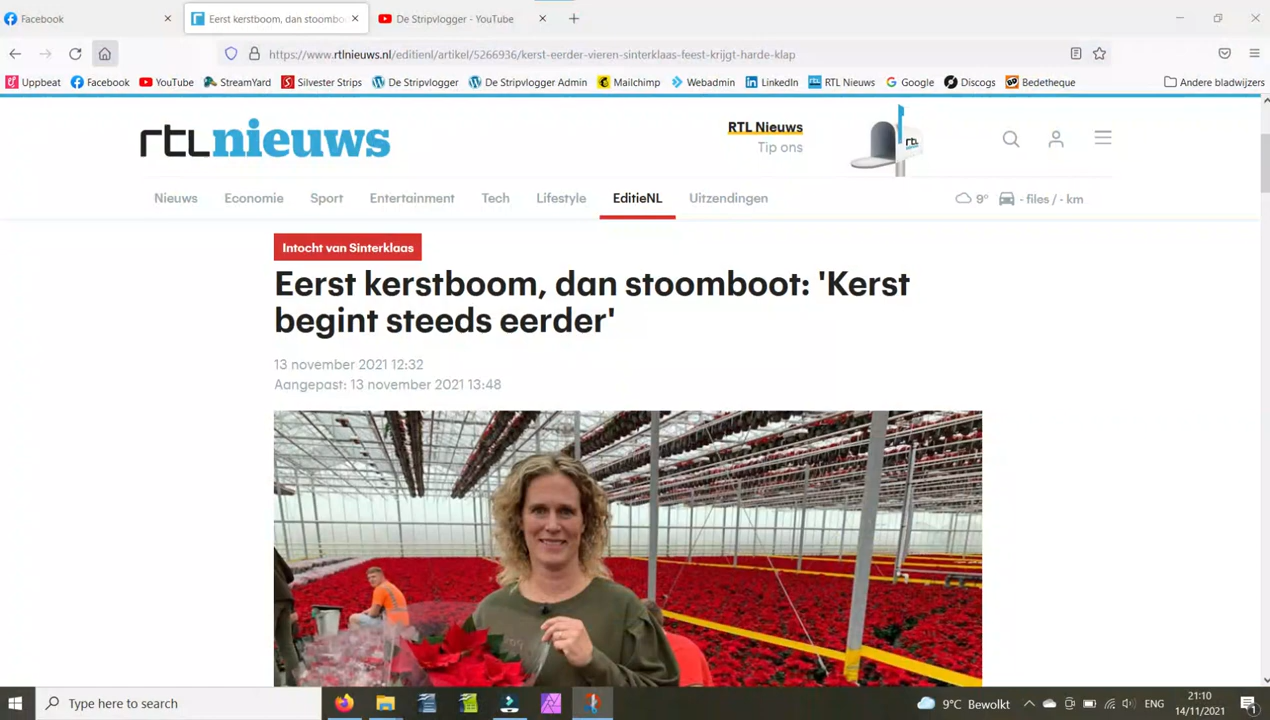 Facebook
Eerst kerstboom, dan stoombo
De Stripvlogger - YouTube
https://www.rtlnieuws.nl/editienl/artikel/5266936/kerst-eerder-vieren-sinterklaas-feest-krijgt-harde-klap
Uppbeat Facebook YouTube StreamYard Silvester Strips De Stripvlogger De Stripvlogger Admin Mailchimp Webadmin LinkedIn RTL Nieuws Google Discogs Bedetheque Andere bladwijzers
rtlnieuws
RTL Nieuws
Tip ons
rtl
Nieuws Economie Sport Entertainment Tech Lifestyle EditieNL Uitzendingen 9° - files / - km
Intocht van Sinterklaas
Eerst kerstboom, dan stoomboot: 'Kerst
begint steeds eerder'
13 november 2021 12:32
Aangepast: 13 november 2021 13:48
Type here to search
9°C Bewolkt
ENG
21:10
14/11/2021
1